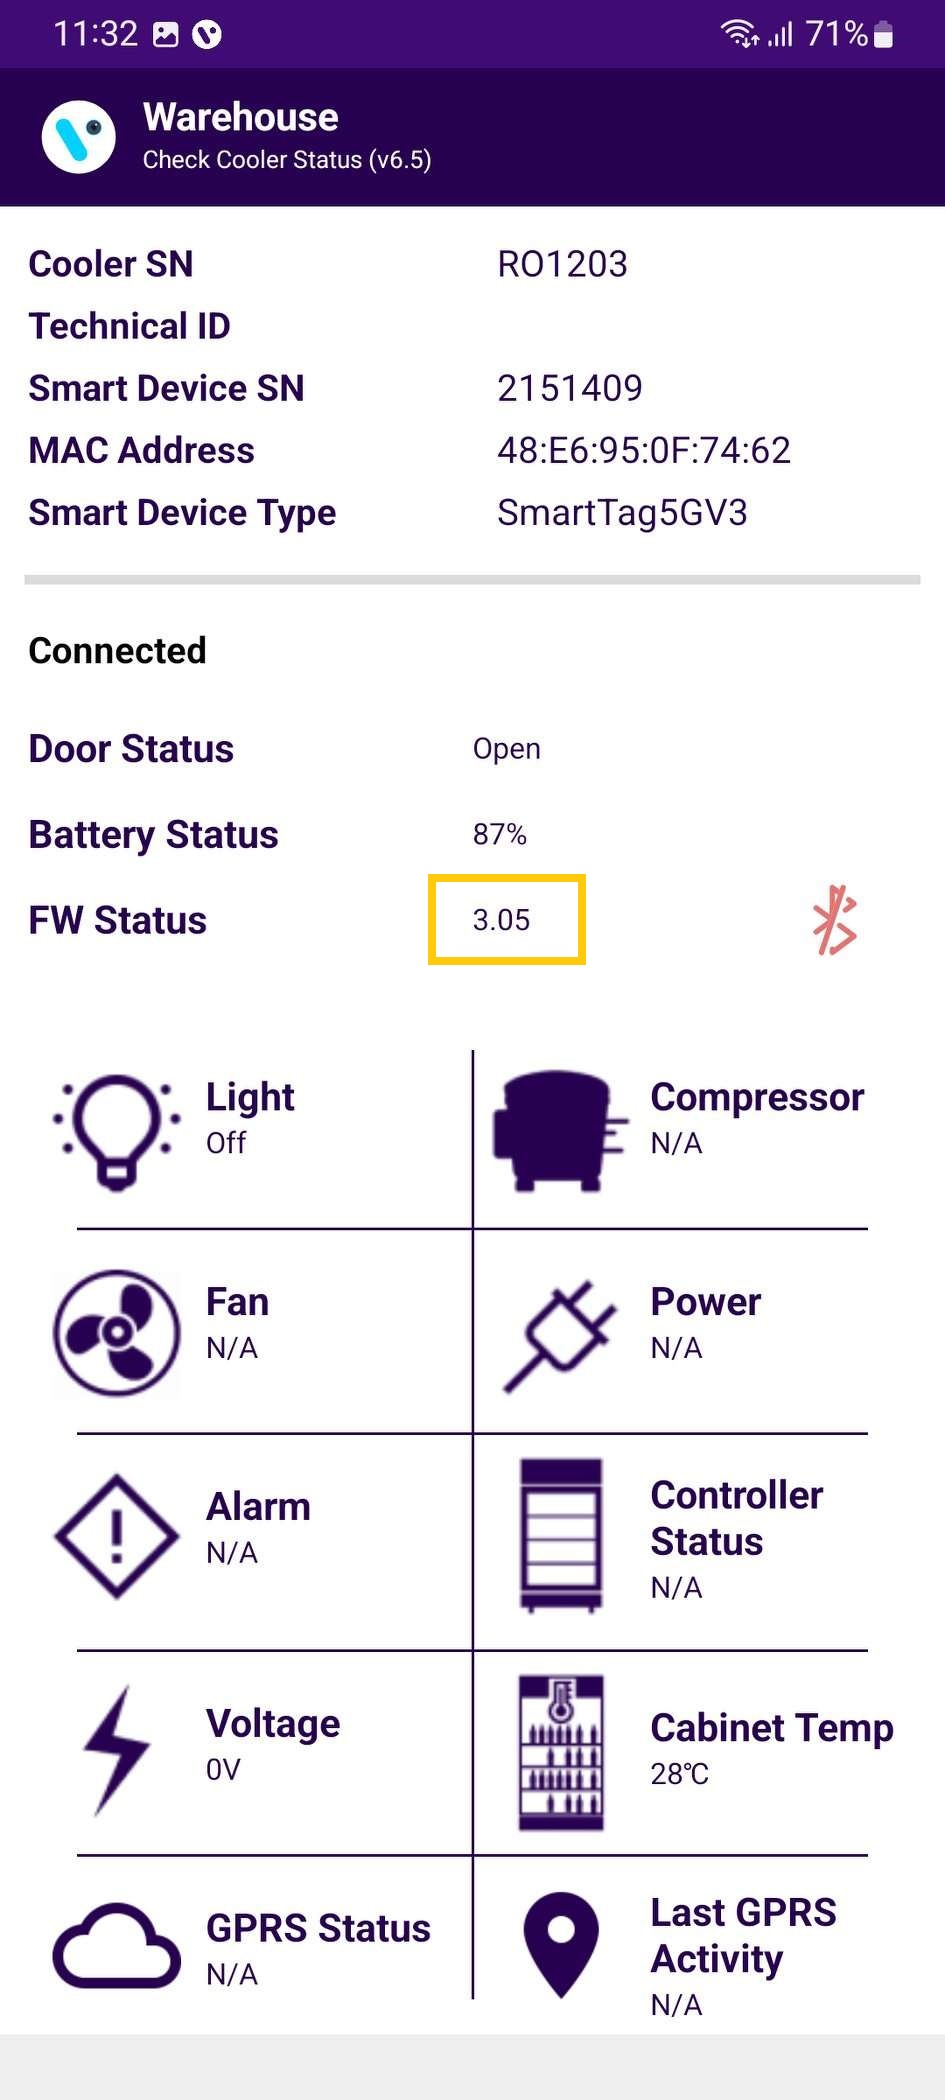 11:32 71%
Warehouse
Check Cooler Status (v6.5)
Cooler SN RO1203
Technical ID
Smart Device SN 2151409
MAC Address 48:E6:95:0F:74:62
Smart Device Type SmartTag5GV3
Connected
Door Status Open
Battery Status 87%
FW Status 3.05
Light
Off
Compressor
N/A
Fan
N/A
Power
N/A
Alarm
N/A
Controller
Status
N/A
Voltage
0V
Cabinet Temp
28℃
GPRS Status
N/A
Last GPRS
Activity
N/A